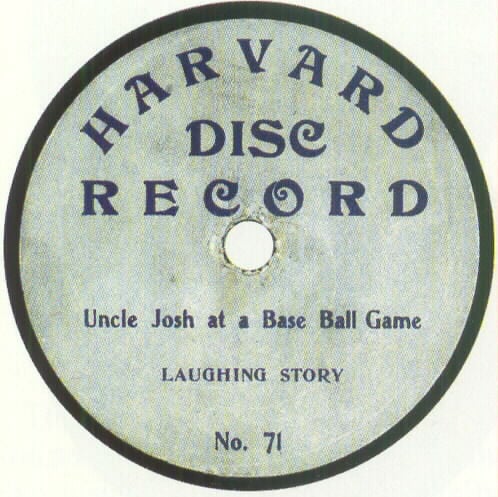 HARVARD
DISC
RECORD
Uncle Josh at a Base Ball Game
LAUGHING STORY
No. 71